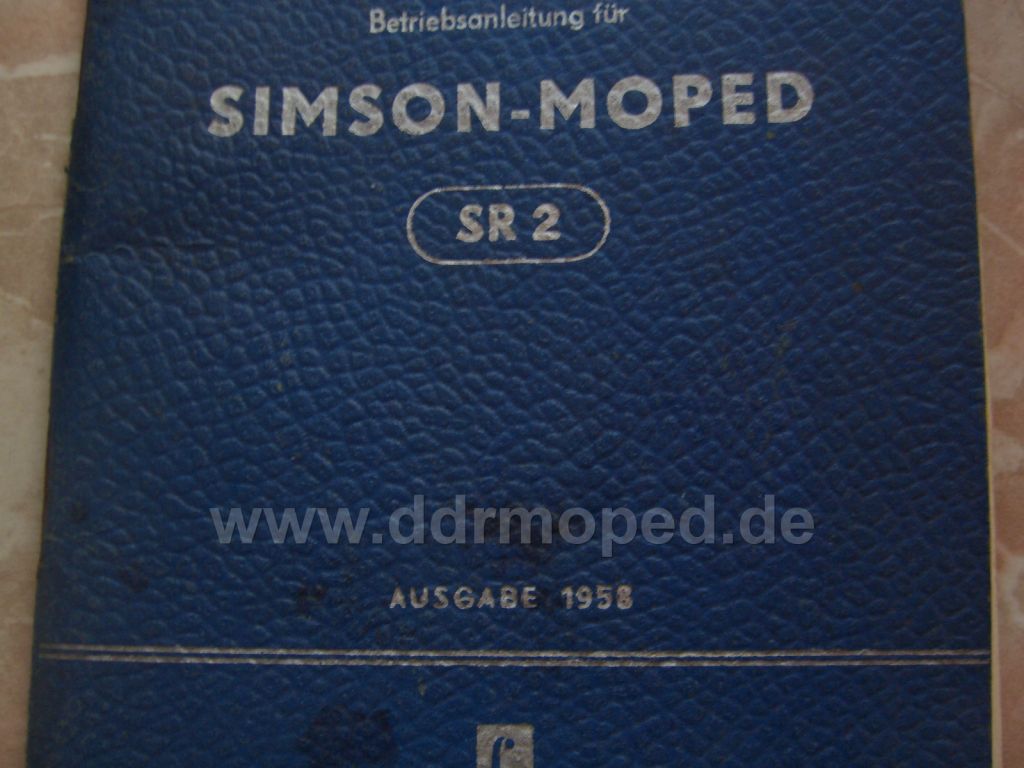 Betriebsanleitung für
SIMSON-MOPED
SR 2
www.ddrmoped.de
AUSGABE 1958